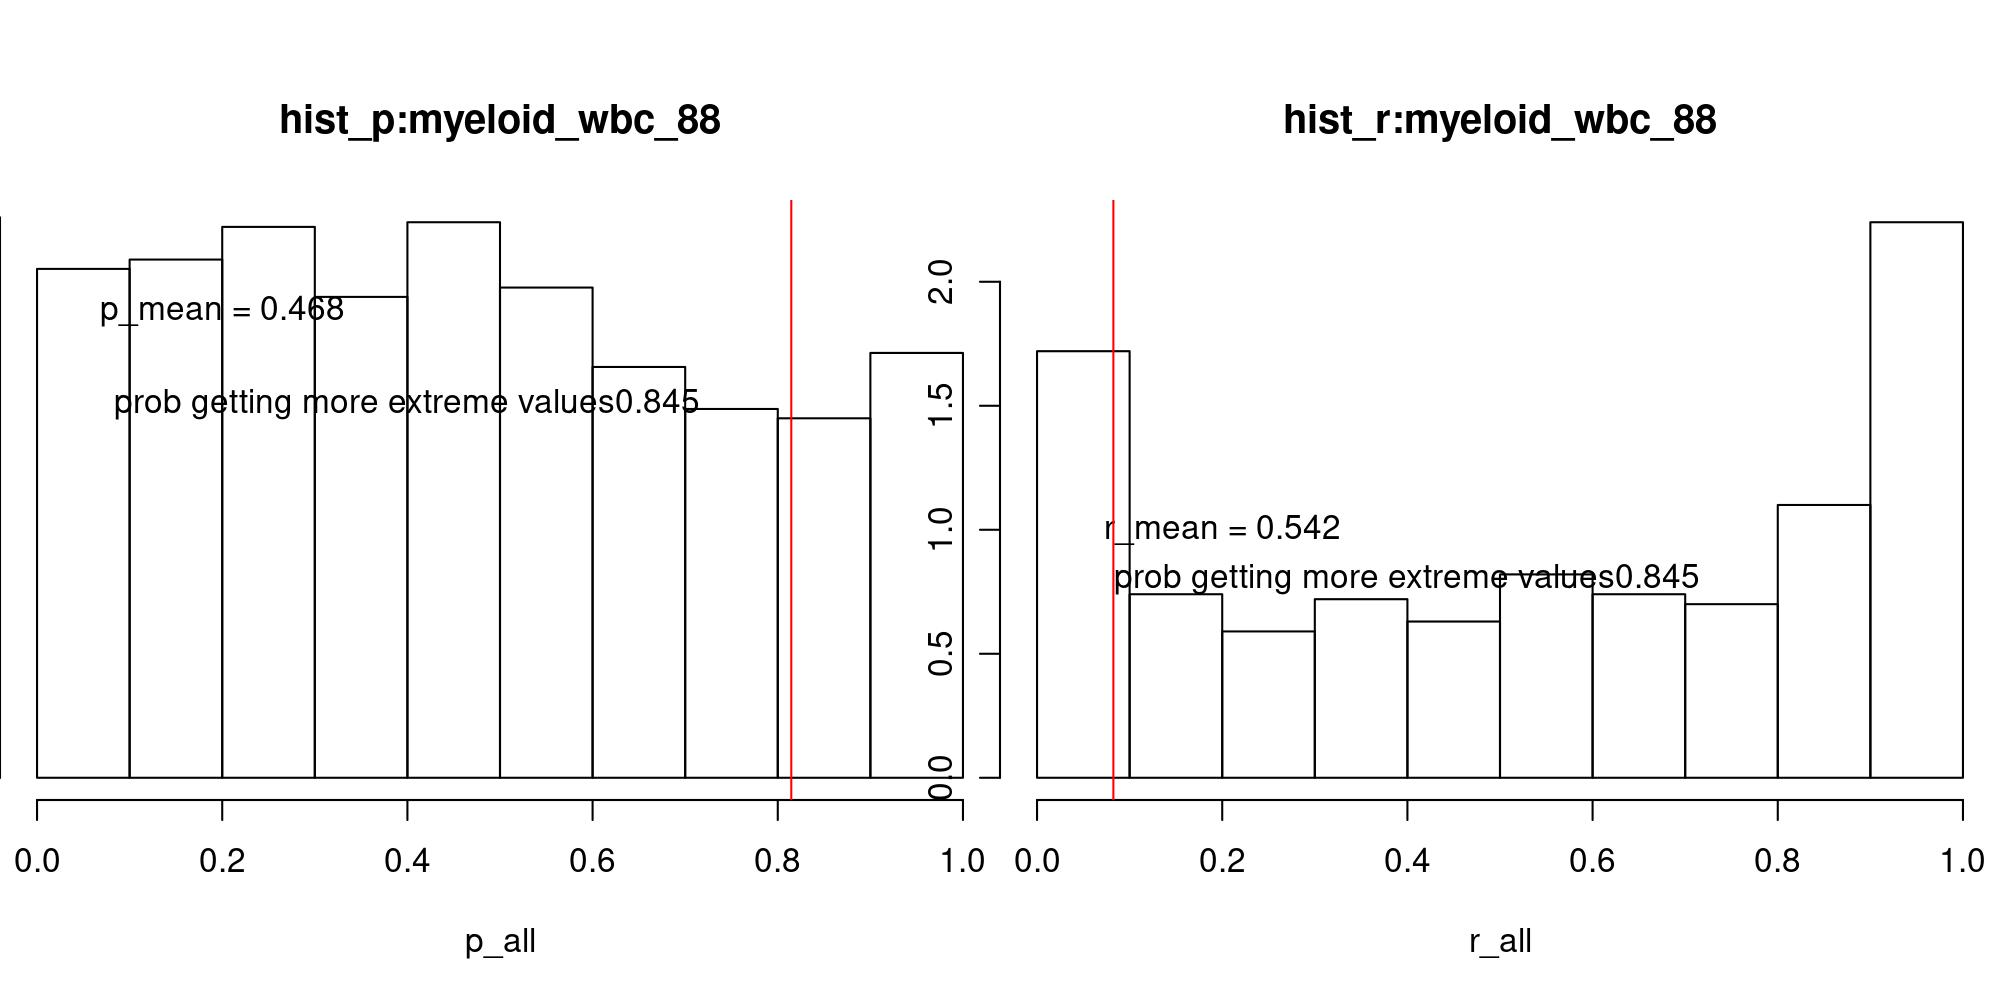 hist_p:myeloid_wbc_88
p_mean = 0.468
prob getting more extreme values0.845
0.0 0.2 0.4 0.6 0.8 1.0
p_all
hist_r:myeloid_wbc_88
2.0
1.5
1.0
0.5
0.0
r_mean = 0.542
prob getting more extreme values0.845
0.0 0.2 0.4 0.6 0.8 1.0
r_all